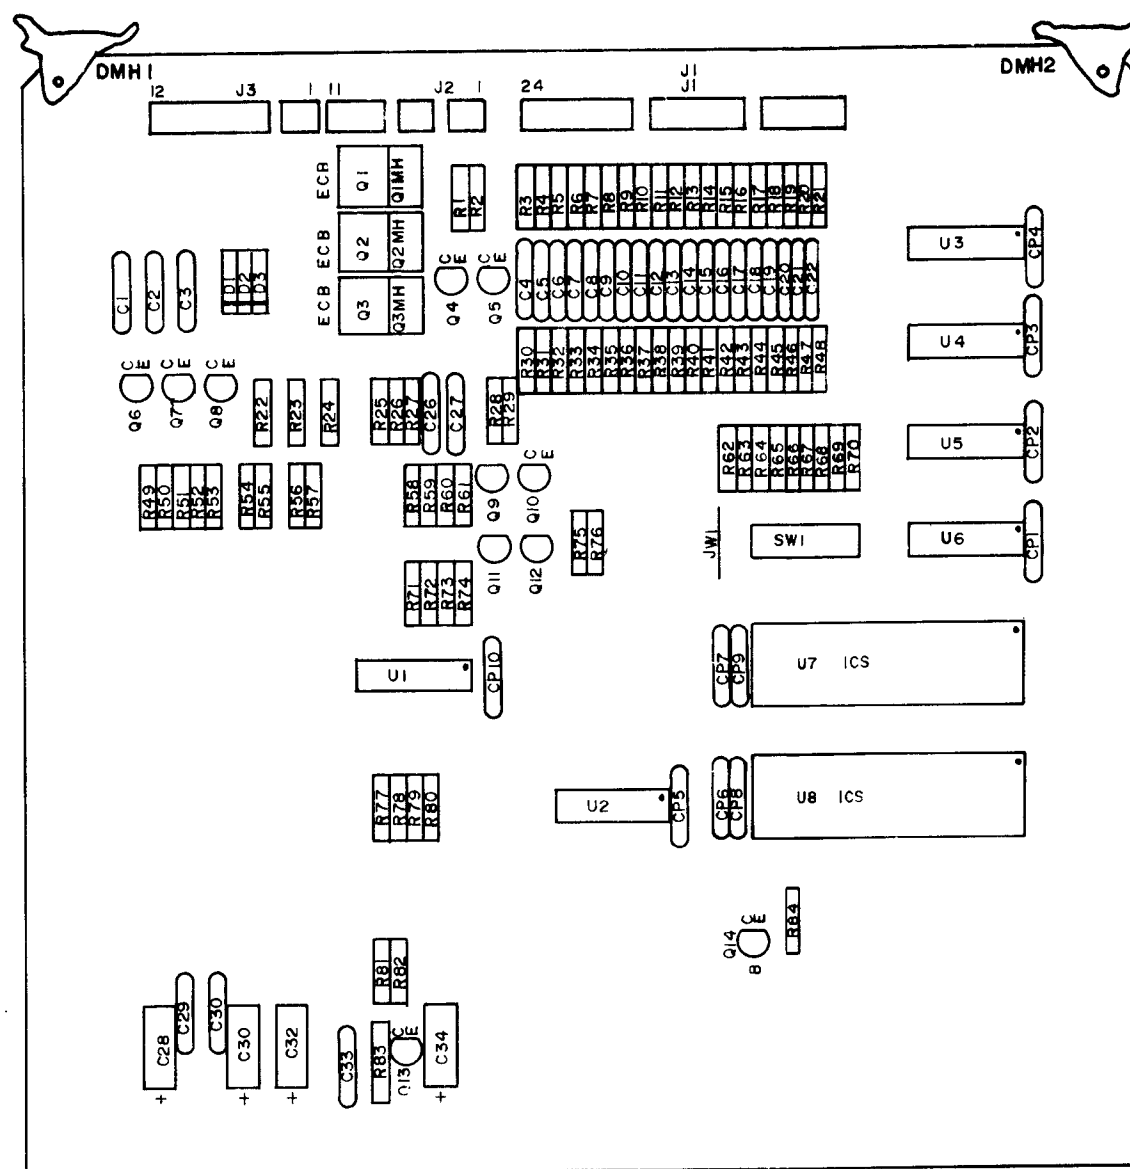 DMH1
DMH2
12 J3 1 11 J2 1 24 J1
J1
ECB Q1 Q1MH
R1 R2
R3 R4 R5 R6 R7 R8 R9 R10 R11 R12 R13 R14 R15 R16 R17 R18 R19 R20 R21
ECB Q2 Q2MH
U3 CP4
C1 C2 C3
D1 D2 D3
ECB Q3 Q3MH
C E Q4
C E Q5
C4 C5 C6 C7 C8 C9 C10 C11 C12 C13 C14 C15 C16 C17 C18 C19 C20 C21 C22
U4 CP3
R30 R31 R32 R33 R34 R35 R36 R37 R38 R39 R40 R41 R42 R43 R44 R45 R46 R47 R48
C E Q6
C E Q7
C E Q8
R22 R23 R24 R25 R26 R27 C26 C27 R28 R29
U5 CP2
R62 R63 R64 R65 R66 R67 R68 R69 R70
R49 R50 R51 R52 R53 R54 R55 R56 R57
R58 R59 R60 R61
C Q9
E
C E Q10
Q11 Q12
R75 R76
JW1
SW1
U6 CP1
R71 R72 R73 R74
U1 CP10
CP7 CP9
U7 ICS
R77 R78 R79 R80
U2 CP5
CP6 CP8
U8 ICS
Q14 C E B
R84
R81 R82
C28 C29 C30 C30 C32 C33 R83 C E Q13 C34
+ + + +